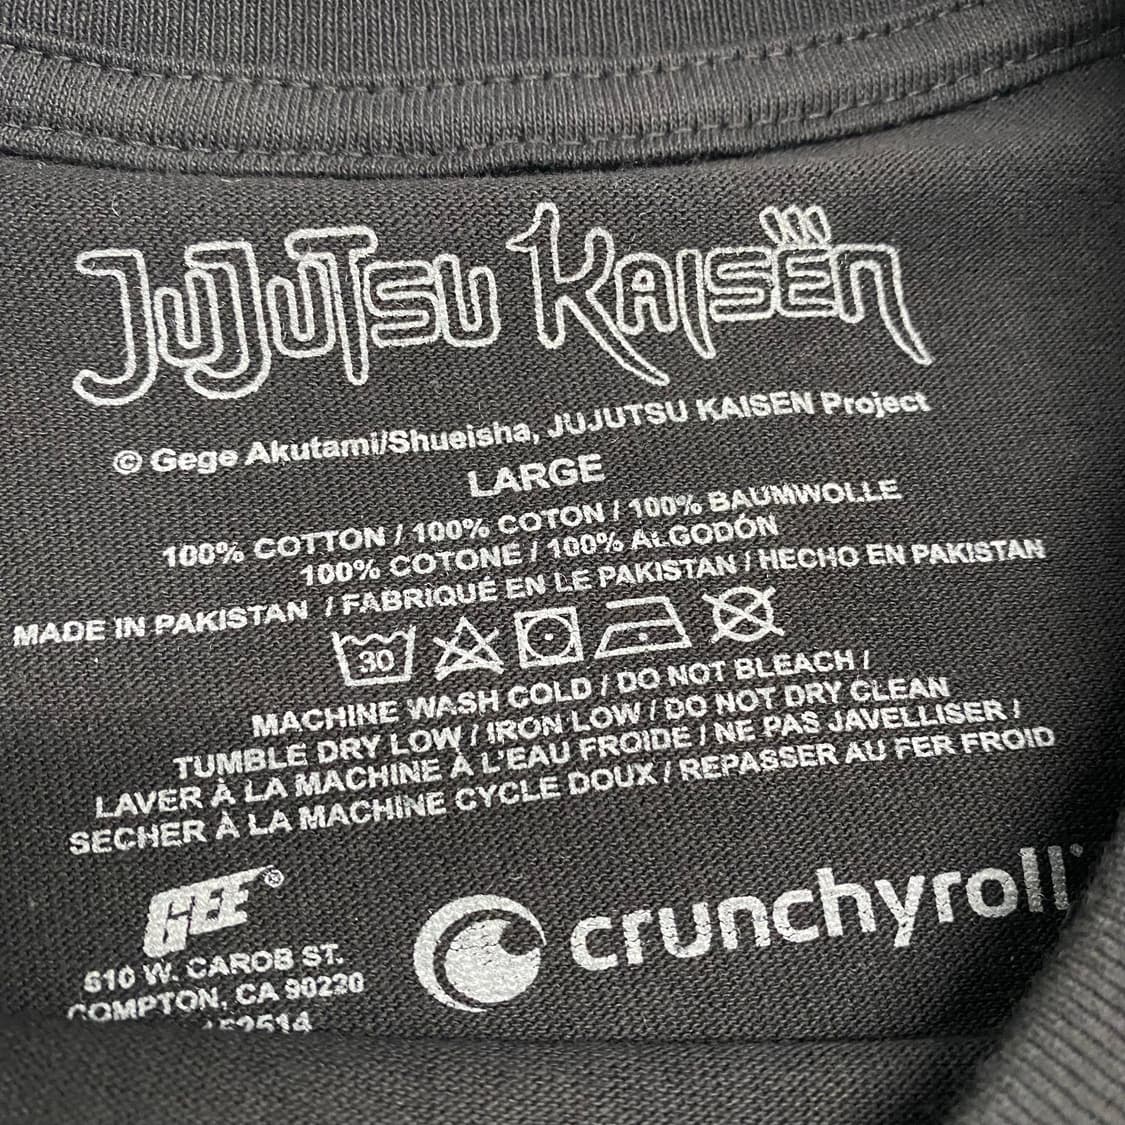 JUJUTSU KAISEN
© Gege Akutami/Shueisha, JUJUTSU KAISEN Project
LARGE
100% COTTON / 100% COTON / 100% BAUMWOLLE
100% COTONE / 100% ALGODÓN
MADE IN PAKISTAN / FABRIQUÉ EN LE PAKISTAN / HECHO EN PAKISTAN
30
MACHINE WASH COLD / DO NOT BLEACH /
TUMBLE DRY LOW / IRON LOW / DO NOT DRY CLEAN
LAVER À LA MACHINE À L'EAU FROIDE / NE PAS JAVELLISER /
SECHER À LA MACHINE CYCLE DOUX / REPASSER AU FER FROID
GEE®
610 W. CAROB ST.
COMPTON, CA 90220
crunchyroll